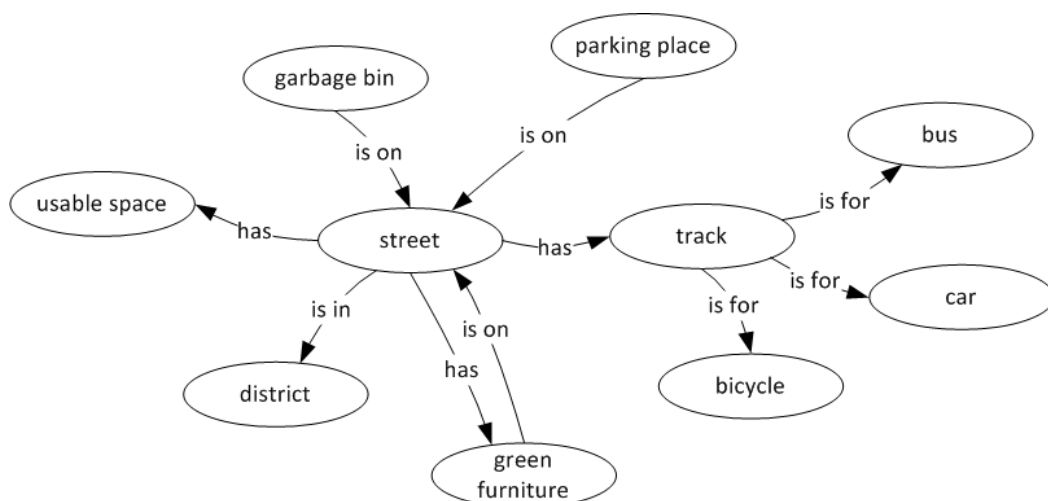 parking place
garbage bin
is on
is on
bus
usable space
is for
has
street
has
track
is for
car
is in
is on
is for
has
district
bicycle
green
furniture